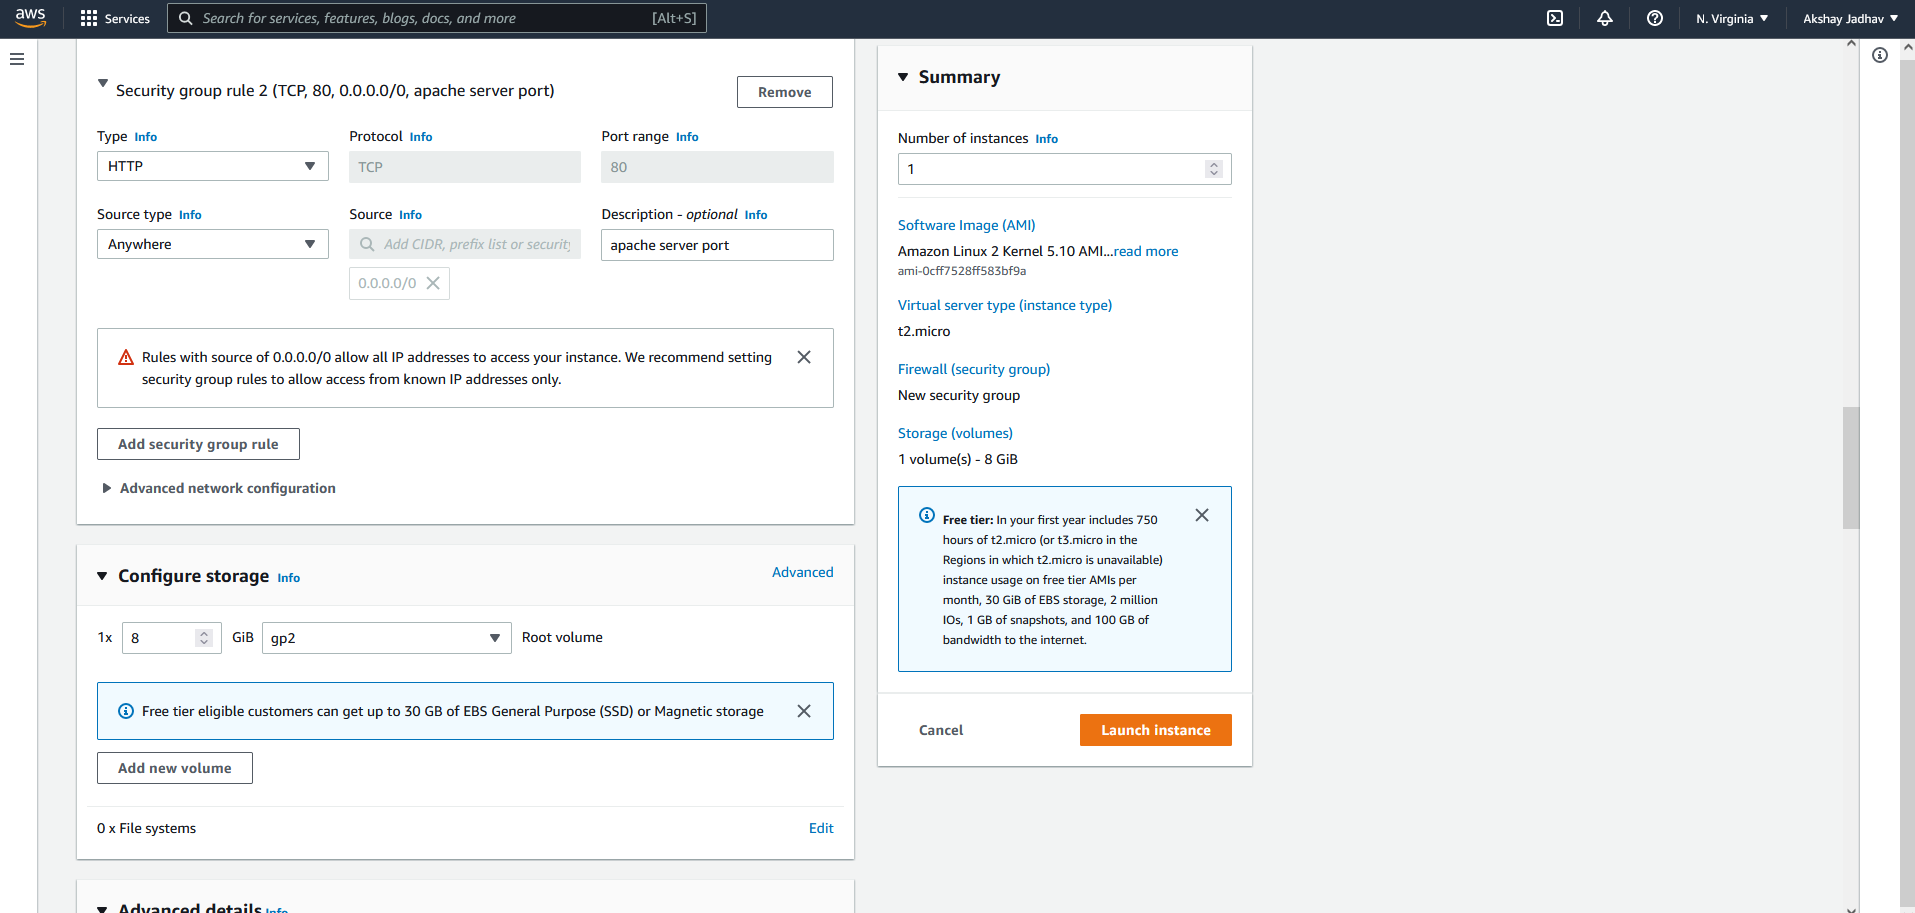 aws
Services
Search for services, features, blogs, docs, and more [Alt+S]
N. Virginia
Akshay Jadhav
Security group rule 2 (TCP, 80, 0.0.0.0/0, apache server port)
Remove
Type Info
Protocol Info
Port range Info
HTTP
TCP
80
Source type Info
Source Info
Description - optional Info
Anywhere
Add CIDR, prefix list or security
apache server port
0.0.0.0/0
Rules with source of 0.0.0.0/0 allow all IP addresses to access your instance. We recommend setting
security group rules to allow access from known IP addresses only.
Add security group rule
Advanced network configuration
Configure storage Info
Advanced
1x 8 GiB gp2 Root volume
Free tier eligible customers can get up to 30 GB of EBS General Purpose (SSD) or Magnetic storage
Add new volume
0 x File systems
Edit
Advanced details Info
Summary
Number of instances Info
1
Software Image (AMI)
Amazon Linux 2 Kernel 5.10 AMI...read more
ami-0cff7528ff583bf9a
Virtual server type (instance type)
t2.micro
Firewall (security group)
New security group
Storage (volumes)
1 volume(s) - 8 GiB
Free tier: In your first year includes 750
hours of t2.micro (or t3.micro in the
Regions in which t2.micro is unavailable)
instance usage on free tier AMIs per
month, 30 GiB of EBS storage, 2 million
IOs, 1 GB of snapshots, and 100 GB of
bandwidth to the internet.
Cancel
Launch instance